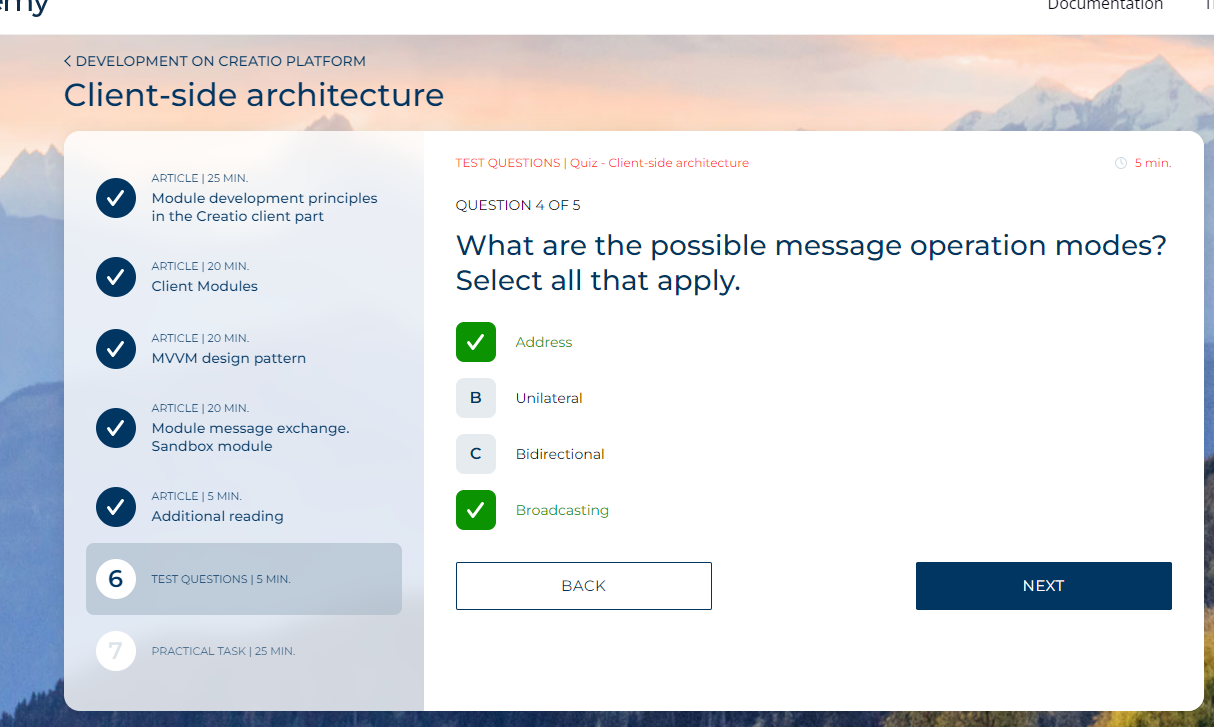 Documentation
DEVELOPMENT ON CREATIO PLATFORM
Client-side architecture
ARTICLE | 25 MIN.
Module development principles
in the Creatio client part
ARTICLE | 20 MIN.
Client Modules
ARTICLE | 20 MIN.
MVVM design pattern
ARTICLE | 20 MIN.
Module message exchange.
Sandbox module
ARTICLE | 5 MIN.
Additional reading
6
TEST QUESTIONS | 5 MIN.
7
PRACTICAL TASK | 25 MIN.
TEST QUESTIONS | Quiz - Client-side architecture
5 min.
QUESTION 4 OF 5
What are the possible message operation modes?
Select all that apply.
Address
B Unilateral
C Bidirectional
Broadcasting
BACK
NEXT